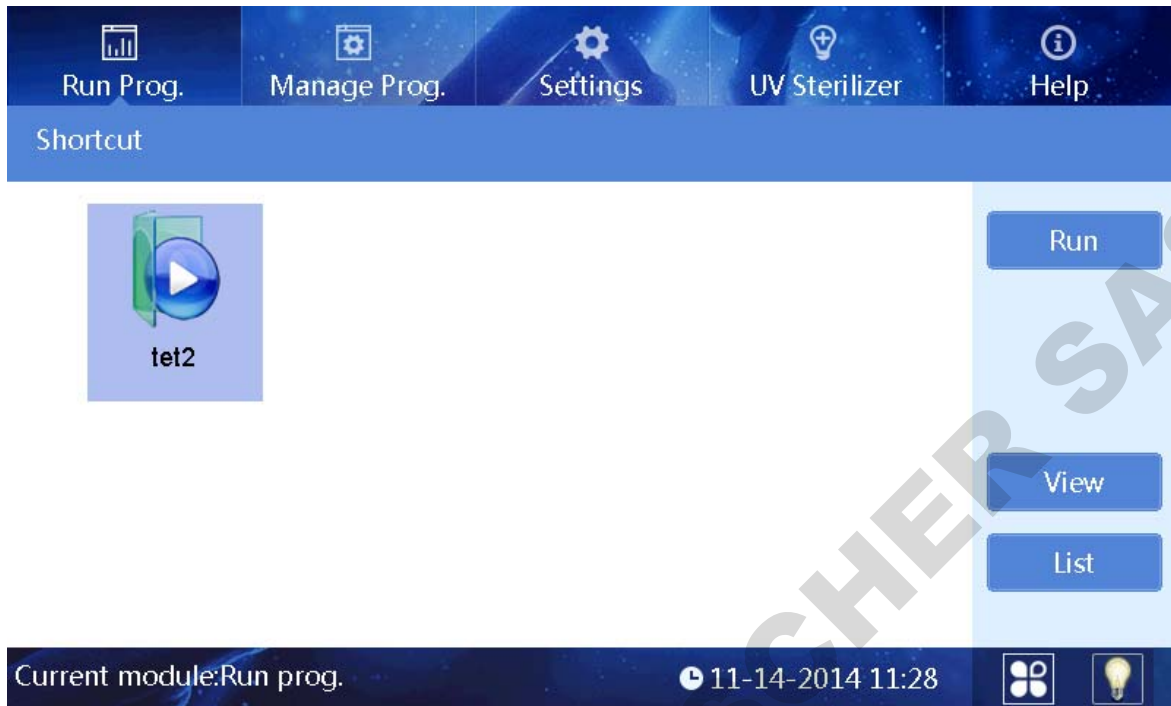 Run Prog. Manage Prog. Settings UV Sterilizer Help
Shortcut
Run
tet2
View
List
Current module:Run prog. 11-14-2014 11:28